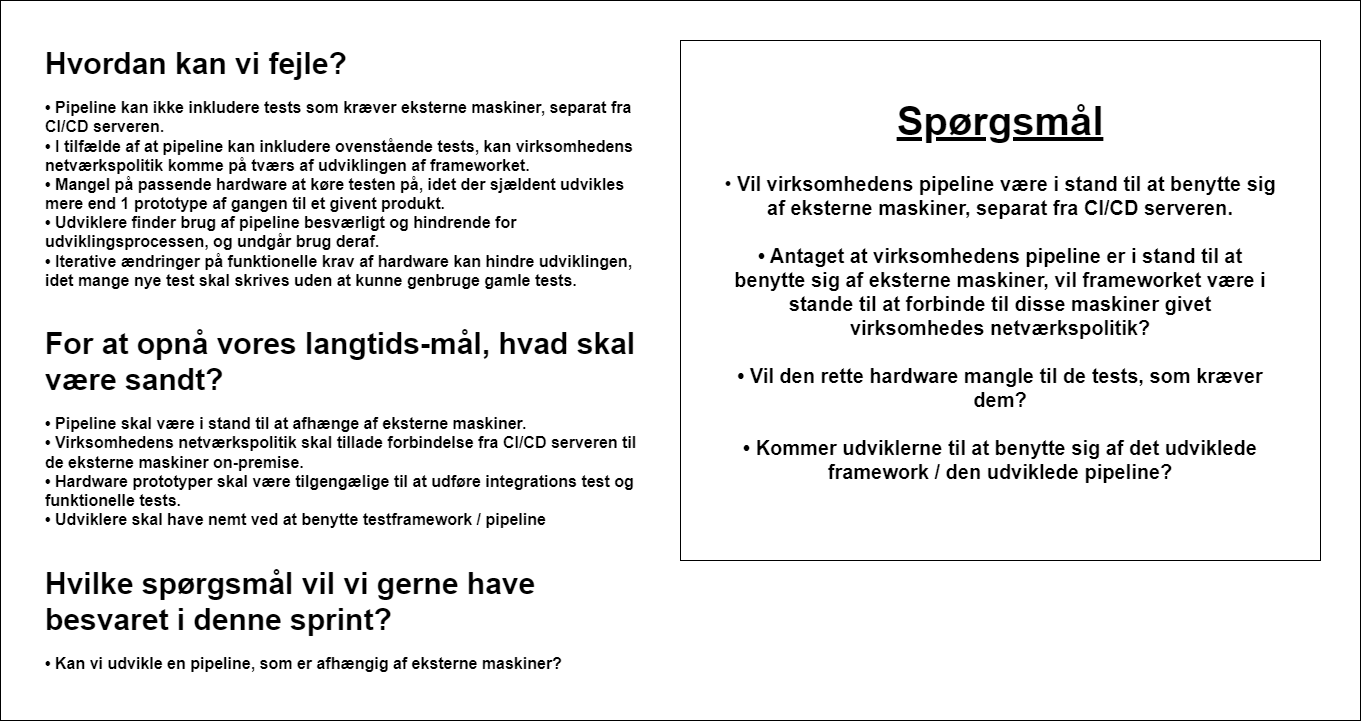 Hvordan kan vi fejle?
• Pipeline kan ikke inkludere tests som kræver eksterne maskiner, separat fra
CI/CD serveren.
• I tilfælde af at pipeline kan inkludere ovenstående tests, kan virksomhedens
netværkspolitik komme på tværs af udviklingen af frameworket.
• Mangel på passende hardware at køre testen på, idet der sjældent udvikles
mere end 1 prototype af gangen til et givent produkt.
• Udviklere finder brug af pipeline besværligt og hindrende for
udviklingsprocessen, og undgår brug deraf.
• Iterative ændringer på funktionelle krav af hardware kan hindre udviklingen,
idet mange nye test skal skrives uden at kunne genbruge gamle tests.
For at opnå vores langtids-mål, hvad skal
være sandt?
• Pipeline skal være i stand til at afhænge af eksterne maskiner.
• Virksomhedens netværkspolitik skal tillade forbindelse fra CI/CD serveren til
de eksterne maskiner on-premise.
• Hardware prototyper skal være tilgengælige til at udføre integrations test og
funktionelle tests.
• Udviklere skal have nemt ved at benytte testframework / pipeline
Hvilke spørgsmål vil vi gerne have
besvaret i denne sprint?
• Kan vi udvikle en pipeline, som er afhængig af eksterne maskiner?
Spørgsmål
• Vil virksomhedens pipeline være i stand til at benytte sig
af eksterne maskiner, separat fra CI/CD serveren.
• Antaget at virksomhedens pipeline er i stand til at
benytte sig af eksterne maskiner, vil frameworket være i
stande til at forbinde til disse maskiner givet
virksomhedes netværkspolitik?
• Vil den rette hardware mangle til de tests, som kræver
dem?
• Kommer udviklerne til at benytte sig af det udviklede
framework / den udviklede pipeline?